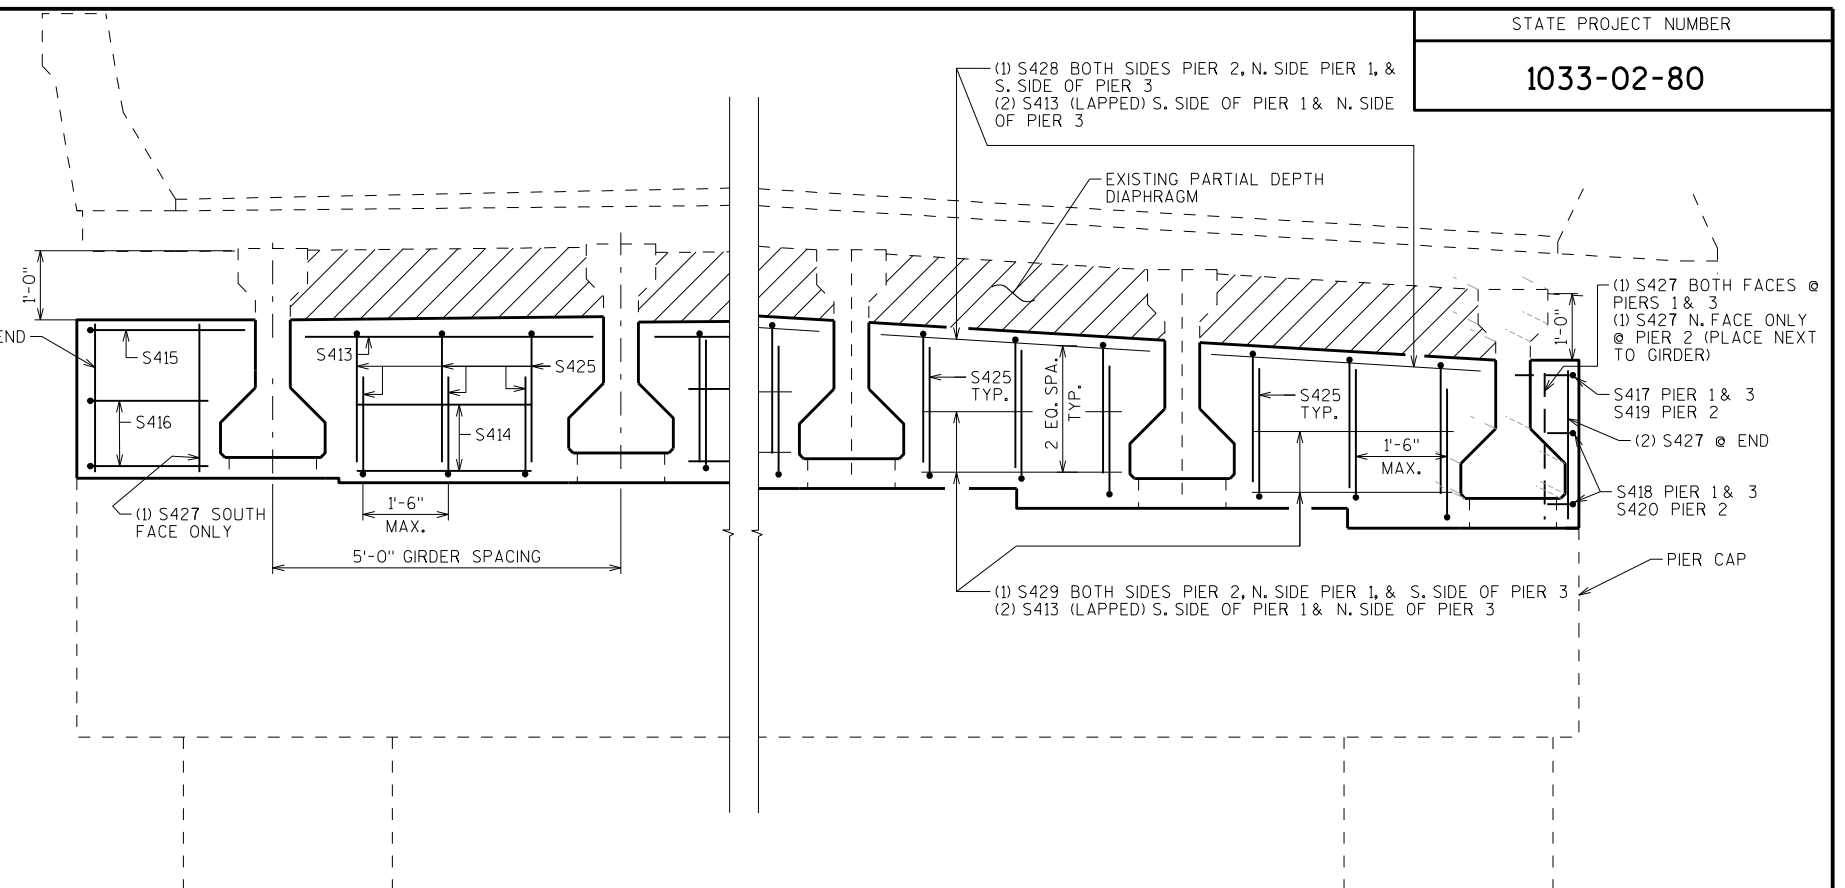 STATE PROJECT NUMBER
1033-02-80
(1) S428 BOTH SIDES PIER 2, N. SIDE PIER 1, &
S. SIDE OF PIER 3
(2) S413 (LAPPED) S. SIDE OF PIER 1 & N. SIDE
OF PIER 3
EXISTING PARTIAL DEPTH
DIAPHRAGM
1'-0"
END
S415
S416
(1) S427 SOUTH
FACE ONLY
S413
S425
S414
1'-6"
MAX.
5'-0" GIRDER SPACING
S425
TYP.
2 EQ. SPA.
TYP.
S425
TYP.
1'-6"
MAX.
1'-0"
(1) S427 BOTH FACES @
PIERS 1 & 3
(1) S427 N. FACE ONLY
@ PIER 2 (PLACE NEXT
TO GIRDER)
S417 PIER 1 & 3
S419 PIER 2
(2) S427 @ END
S418 PIER 1 & 3
S420 PIER 2
PIER CAP
(1) S429 BOTH SIDES PIER 2, N. SIDE PIER 1, & S. SIDE OF PIER 3
(2) S413 (LAPPED) S. SIDE OF PIER 1 & N. SIDE OF PIER 3